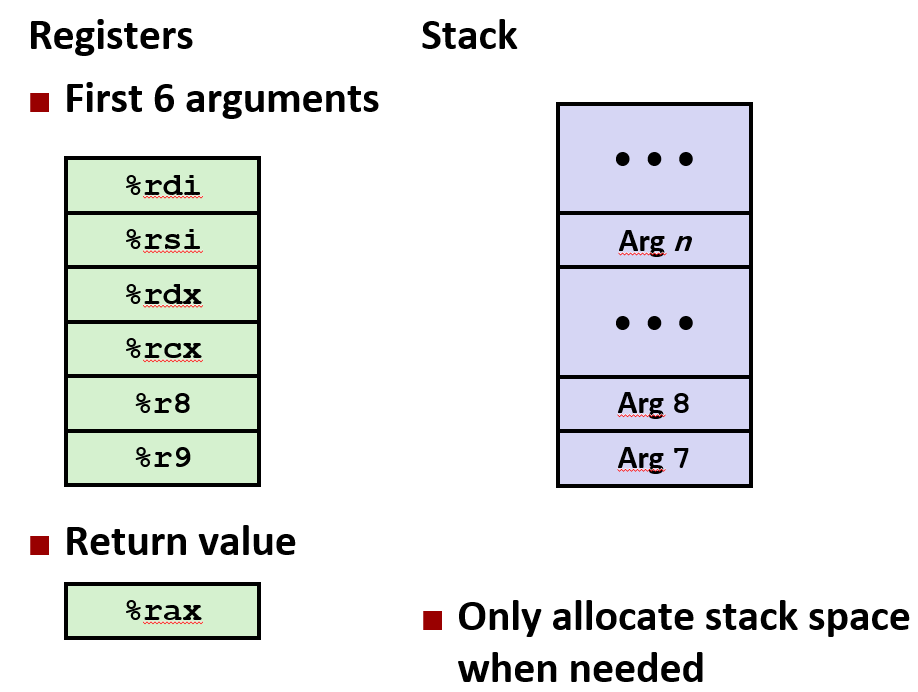 Registers
First 6 arguments
%rdi
%rsi
%rdx
%rcx
%r8
%r9
Return value
%rax
Stack
• • •
Arg n
• • •
Arg 8
Arg 7
Only allocate stack space
when needed